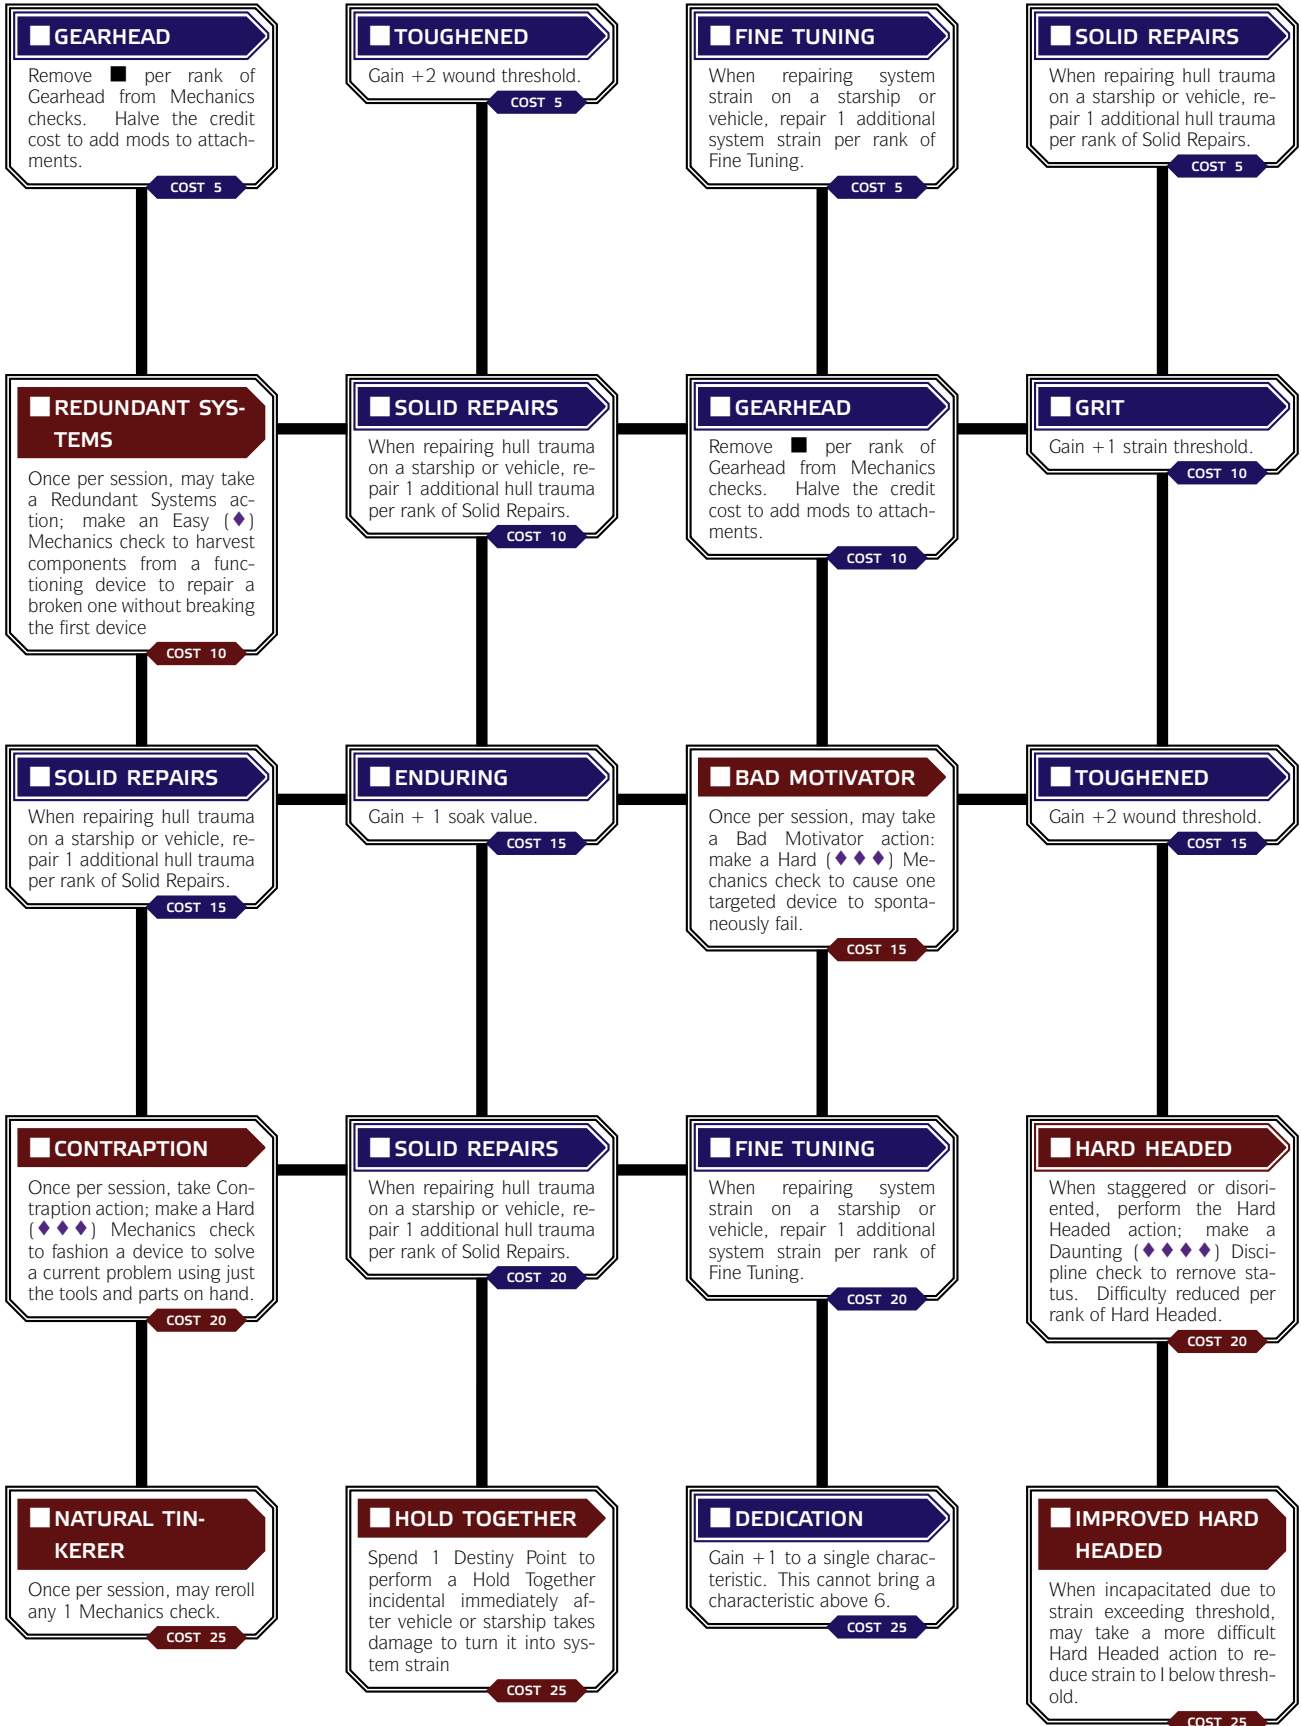 GEARHEAD
Remove ■ per rank of
Gearhead from Mechanics
checks. Halve the credit
cost to add mods to attach-
ments.
COST 5
TOUGHENED
Gain +2 wound threshold.
COST 5
FINE TUNING
When repairing system
strain on a starship or
vehicle, repair 1 additional
system strain per rank of
Fine Tuning.
COST 5
SOLID REPAIRS
When repairing hull trauma
on a starship or vehicle, re-
pair 1 additional hull trauma
per rank of Solid Repairs.
COST 5
REDUNDANT SYS-
TEMS
Once per session, may take
a Redundant Systems ac-
tion; make an Easy (♦)
Mechanics check to harvest
components from a func-
tioning device to repair a
broken one without breaking
the first device
COST 10
SOLID REPAIRS
When repairing hull trauma
on a starship or vehicle, re-
pair 1 additional hull trauma
per rank of Solid Repairs.
COST 10
GEARHEAD
Remove ■ per rank of
Gearhead from Mechanics
checks. Halve the credit
cost to add mods to attach-
ments.
COST 10
GRIT
Gain +1 strain threshold.
COST 10
SOLID REPAIRS
When repairing hull trauma
on a starship or vehicle, re-
pair 1 additional hull trauma
per rank of Solid Repairs.
COST 15
ENDURING
Gain + 1 soak value.
COST 15
BAD MOTIVATOR
Once per session, may take
a Bad Motivator action:
make a Hard (♦♦♦) Me-
chanics check to cause one
targeted device to sponta-
neously fail.
COST 15
TOUGHENED
Gain +2 wound threshold.
COST 15
CONTRAPTION
Once per session, take Con-
traption action; make a Hard
(♦♦♦) Mechanics check
to fashion a device to solve
a current problem using just
the tools and parts on hand.
COST 20
SOLID REPAIRS
When repairing hull trauma
on a starship or vehicle, re-
pair 1 additional hull trauma
per rank of Solid Repairs.
COST 20
FINE TUNING
When repairing system
strain on a starship or
vehicle, repair 1 additional
system strain per rank of
Fine Tuning.
COST 20
HARD HEADED
When staggered or disori-
ented, perform the Hard
Headed action; make a
Daunting (♦♦♦♦) Disci-
pline check to rernove sta-
tus. Difficulty reduced per
rank of Hard Headed.
COST 20
NATURAL TIN-
KERER
Once per session, may reroll
any 1 Mechanics check.
COST 25
HOLD TOGETHER
Spend 1 Destiny Point to
perform a Hold Together
incidental immediately af-
ter vehicle or starship takes
damage to turn it into sys-
tem strain
COST 25
DEDICATION
Gain +1 to a single charac-
teristic. This cannot bring a
characteristic above 6.
COST 25
IMPROVED HARD
HEADED
When incapacitated due to
strain exceeding threshold,
may take a more difficult
Hard Headed action to re-
duce strain to I below thresh-
old.
COST 25